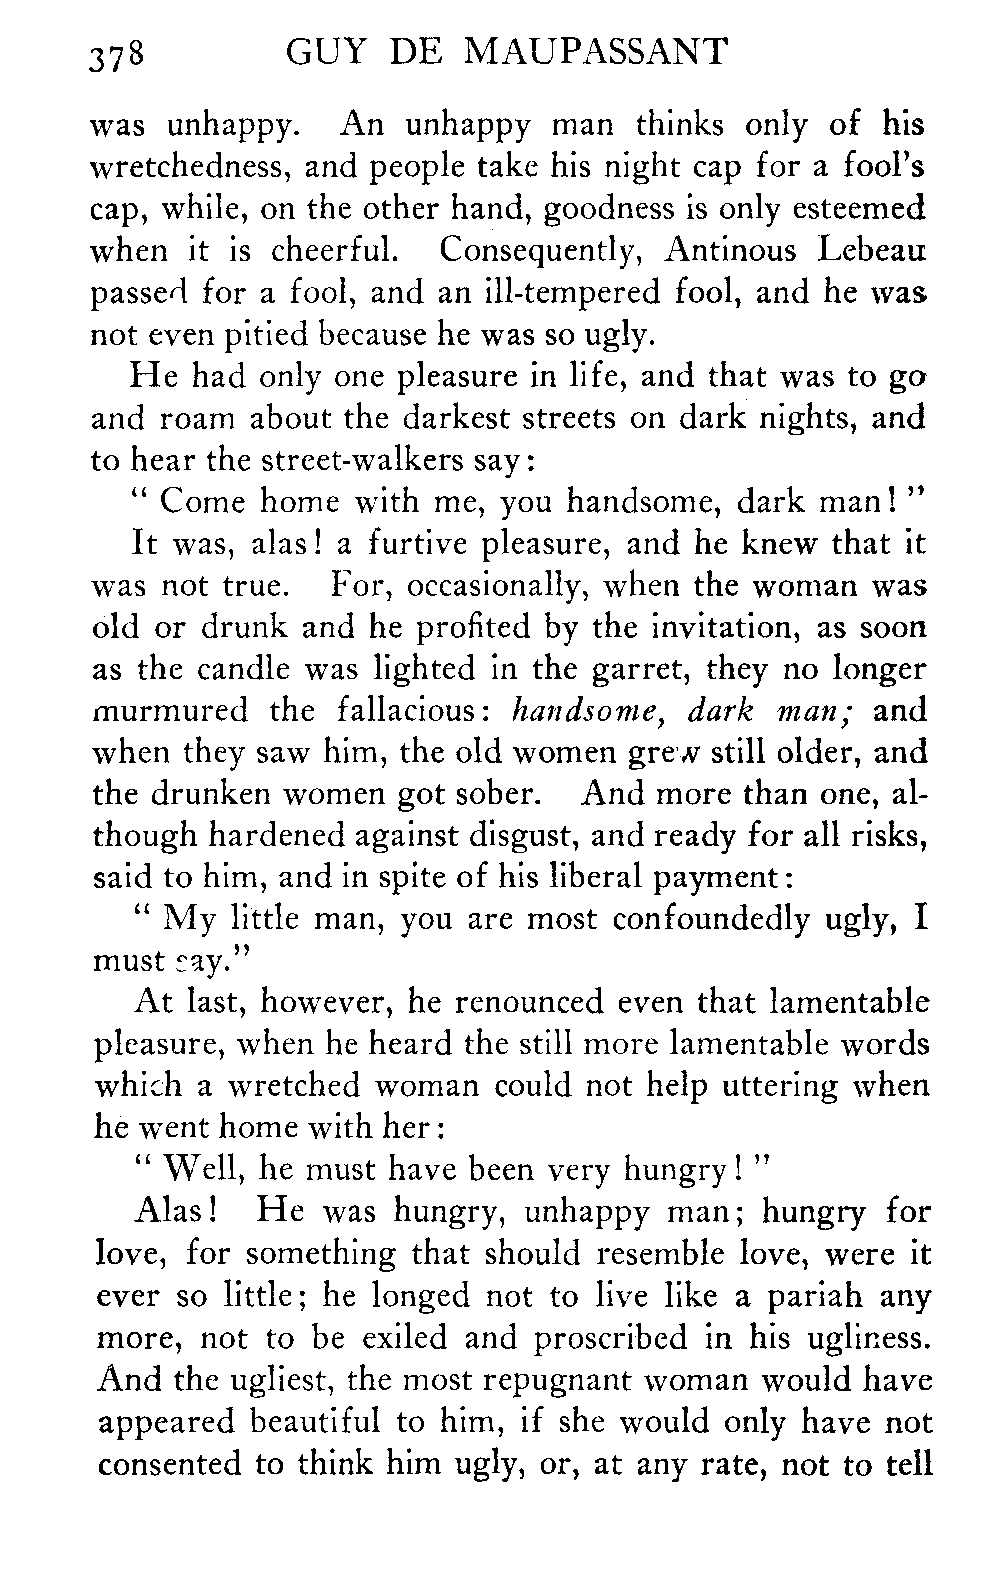 378 GUY DE MAUPASSANT
was unhappy. An unhappy man thinks only of his
wretchedness, and people take his night cap for a fool's
cap, while, on the other hand, goodness is only esteemed
when it is cheerful. Consequently, Antinous Lebeau
passed for a fool, and an ill-tempered fool, and he was
not even pitied because he was so ugly.
He had only one pleasure in life, and that was to go
and roam about the darkest streets on dark nights, and
to hear the street-walkers say:
" Come home with me, you handsome, dark man! "
It was, alas! a furtive pleasure, and he knew that it
was not true. For, occasionally, when the woman was
old or drunk and he profited by the invitation, as soon
as the candle was lighted in the garret, they no longer
murmured the fallacious: handsome, dark man; and
when they saw him, the old women grew still older, and
the drunken women got sober. And more than one, al-
though hardened against disgust, and ready for all risks,
said to him, and in spite of his liberal payment:
" My little man, you are most confoundedly ugly, I
must say."
At last, however, he renounced even that lamentable
pleasure, when he heard the still more lamentable words
which a wretched woman could not help uttering when
he went home with her:
" Well, he must have been very hungry! "
Alas! He was hungry, unhappy man; hungry for
love, for something that should resemble love, were it
ever so little; he longed not to live like a pariah any
more, not to be exiled and proscribed in his ugliness.
And the ugliest, the most repugnant woman would have
appeared beautiful to him, if she would only have not
consented to think him ugly, or, at any rate, not to tell